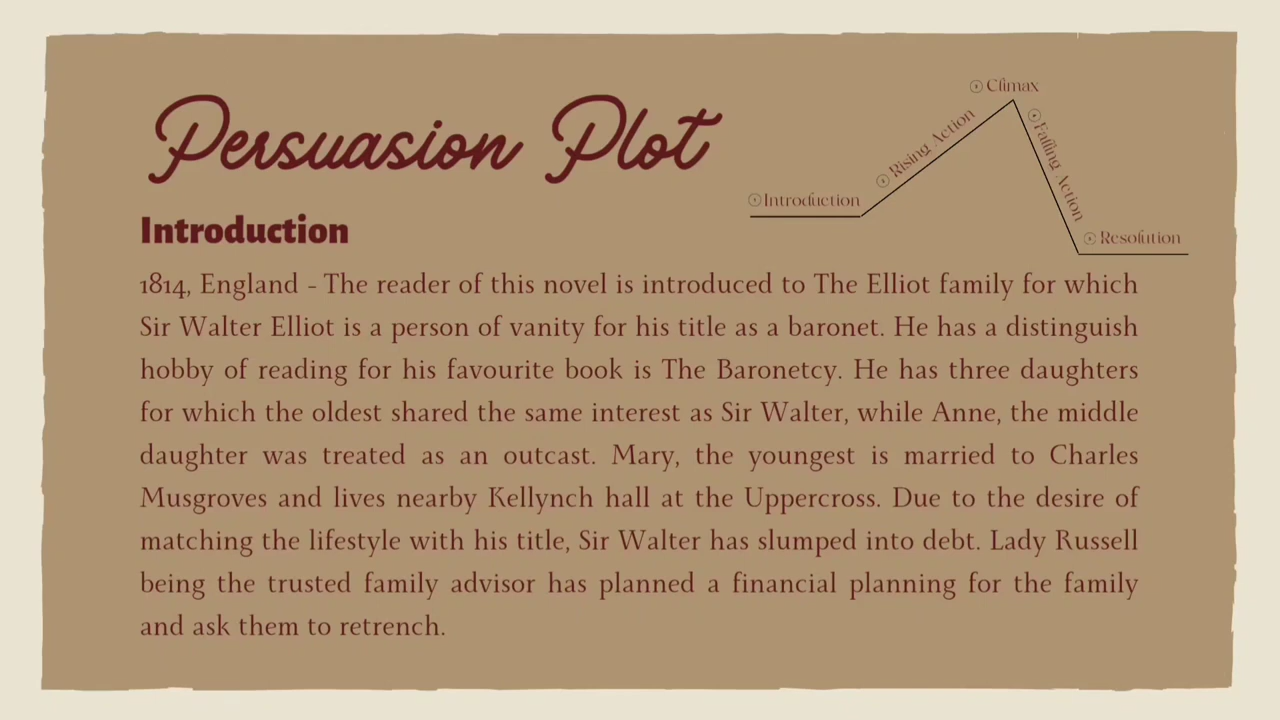 Persuasion Plot
Climax
Rising Action
Falling Action
Introduction
Resolution
Introduction
1814, England - The reader of this novel is introduced to The Elliot family for which
Sir Walter Elliot is a person of vanity for his title as a baronet. He has a distinguish
hobby of reading for his favourite book is The Baronetcy. He has three daughters
for which the oldest shared the same interest as Sir Walter, while Anne, the middle
daughter was treated as an outcast. Mary, the youngest is married to Charles
Musgroves and lives nearby Kellynch hall at the Uppercross. Due to the desire of
matching the lifestyle with his title, Sir Walter has slumped into debt. Lady Russell
being the trusted family advisor has planned a financial planning for the family
and ask them to retrench.